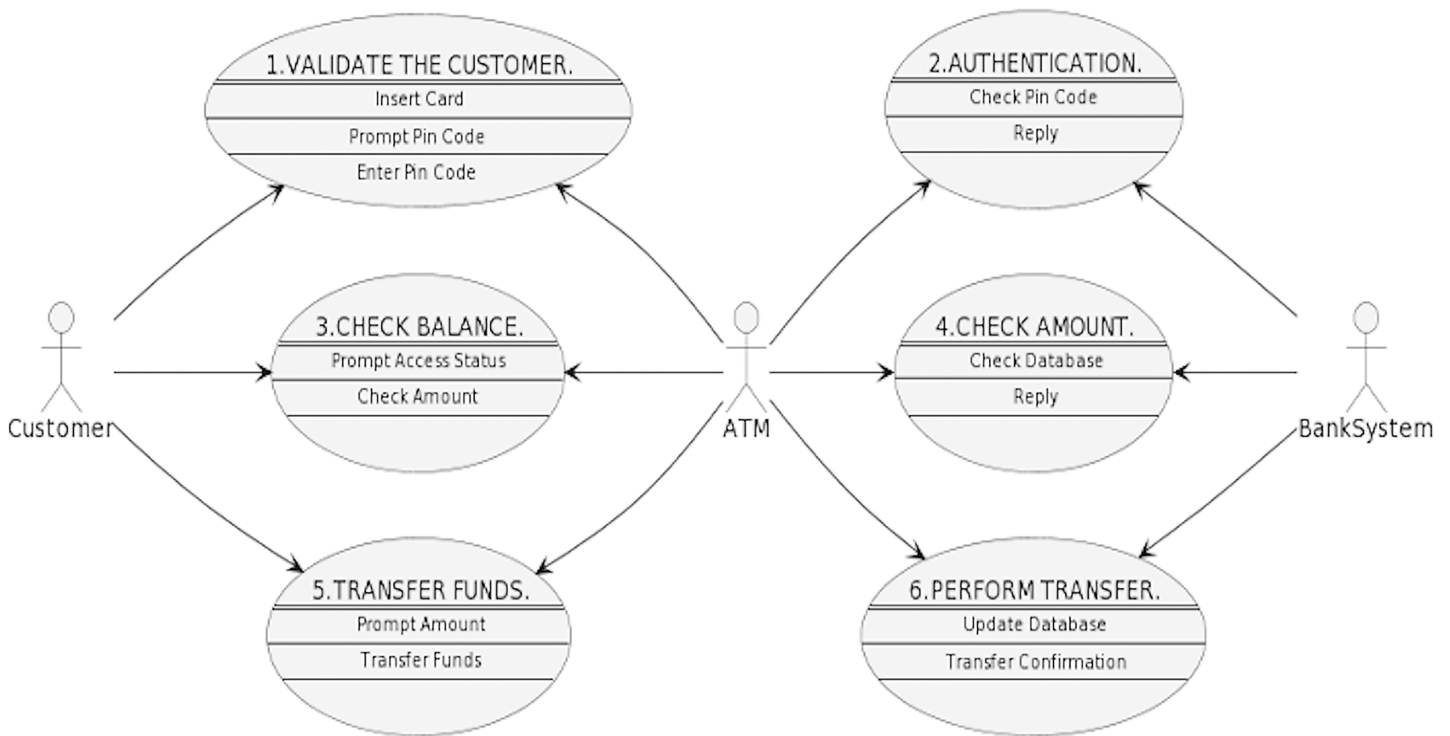 1.VALIDATE THE CUSTOMER.
Insert Card
Prompt Pin Code
Enter Pin Code
2.AUTHENTICATION.
Check Pin Code
Reply
3.CHECK BALANCE.
Prompt Access Status
Check Amount
4.CHECK AMOUNT.
Check Database
Reply
Customer
ATM
BankSystem
5.TRANSFER FUNDS.
Prompt Amount
Transfer Funds
6.PERFORM TRANSFER.
Update Database
Transfer Confirmation